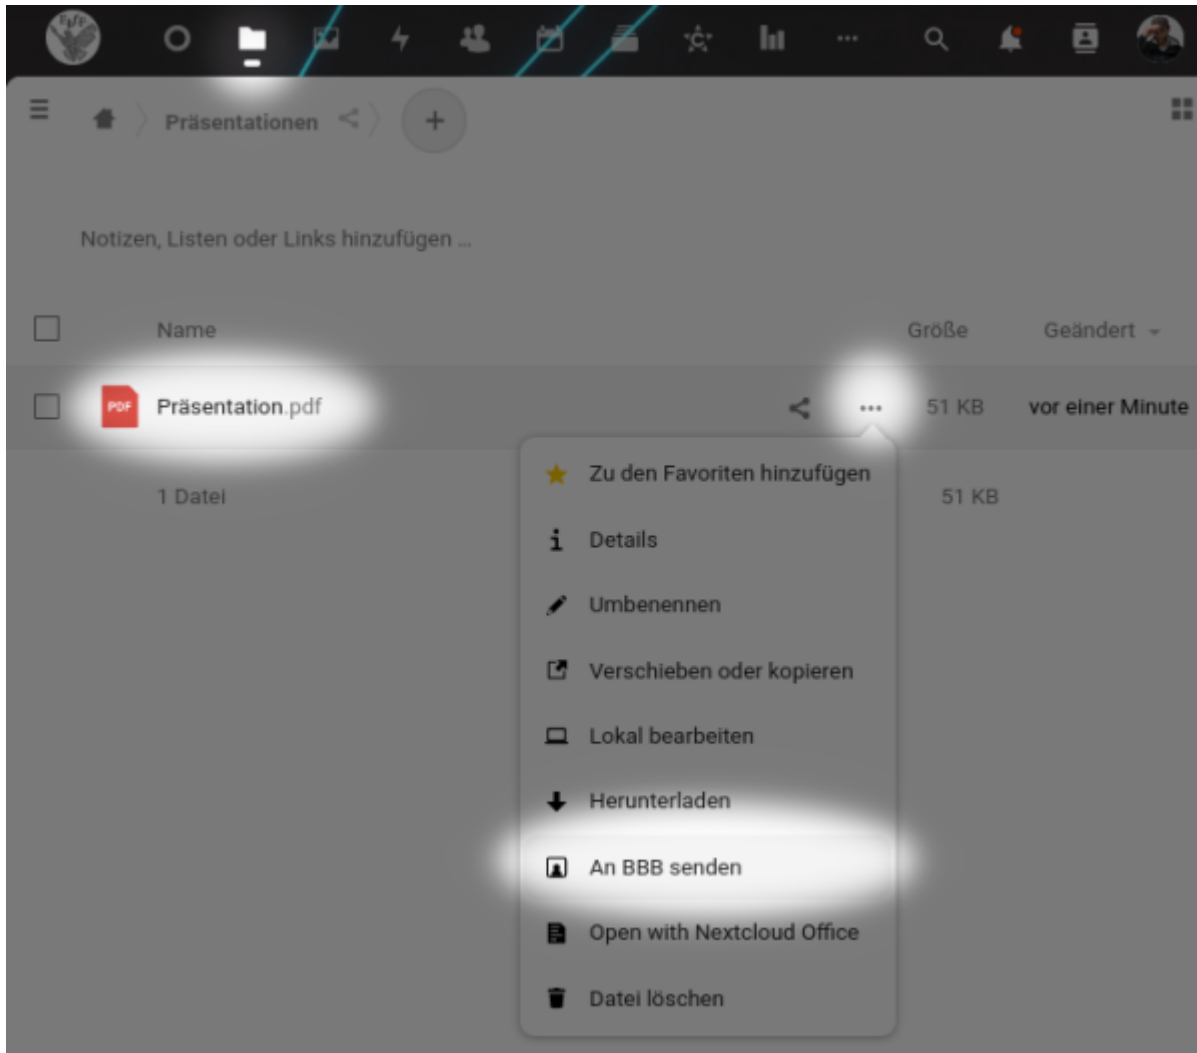 Präsentationen
Notizen, Listen oder Links hinzufügen ...
Name Größe Geändert
PDF Präsentation.pdf 51 KB vor einer Minute
1 Datei 51 KB
Zu den Favoriten hinzufügen
Details
Umbenennen
Verschieben oder kopieren
Lokal bearbeiten
Herunterladen
An BBB senden
Open with Nextcloud Office
Datei löschen